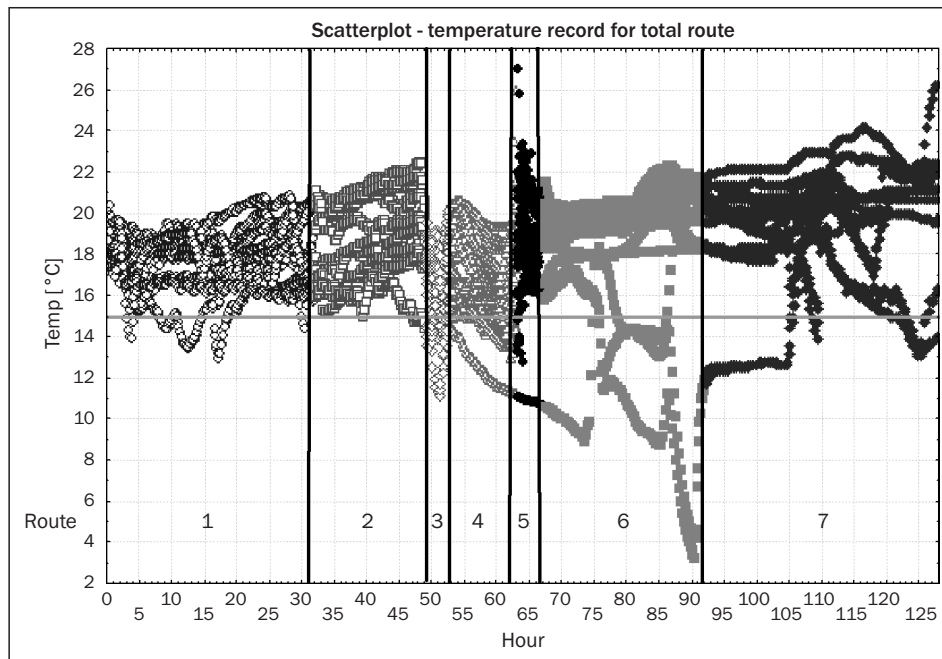 Scatterplot - temperature record for total route
28
26
24
22
20
18
16
14
12
10
8
6
4
2
Temp [°C]
Route 1 2 3 4 5 6 7
0 10 20 30 40 50 60 70 80 90 100 110 120
5 15 25 35 45 55 65 75 85 95 105 115 125
Hour